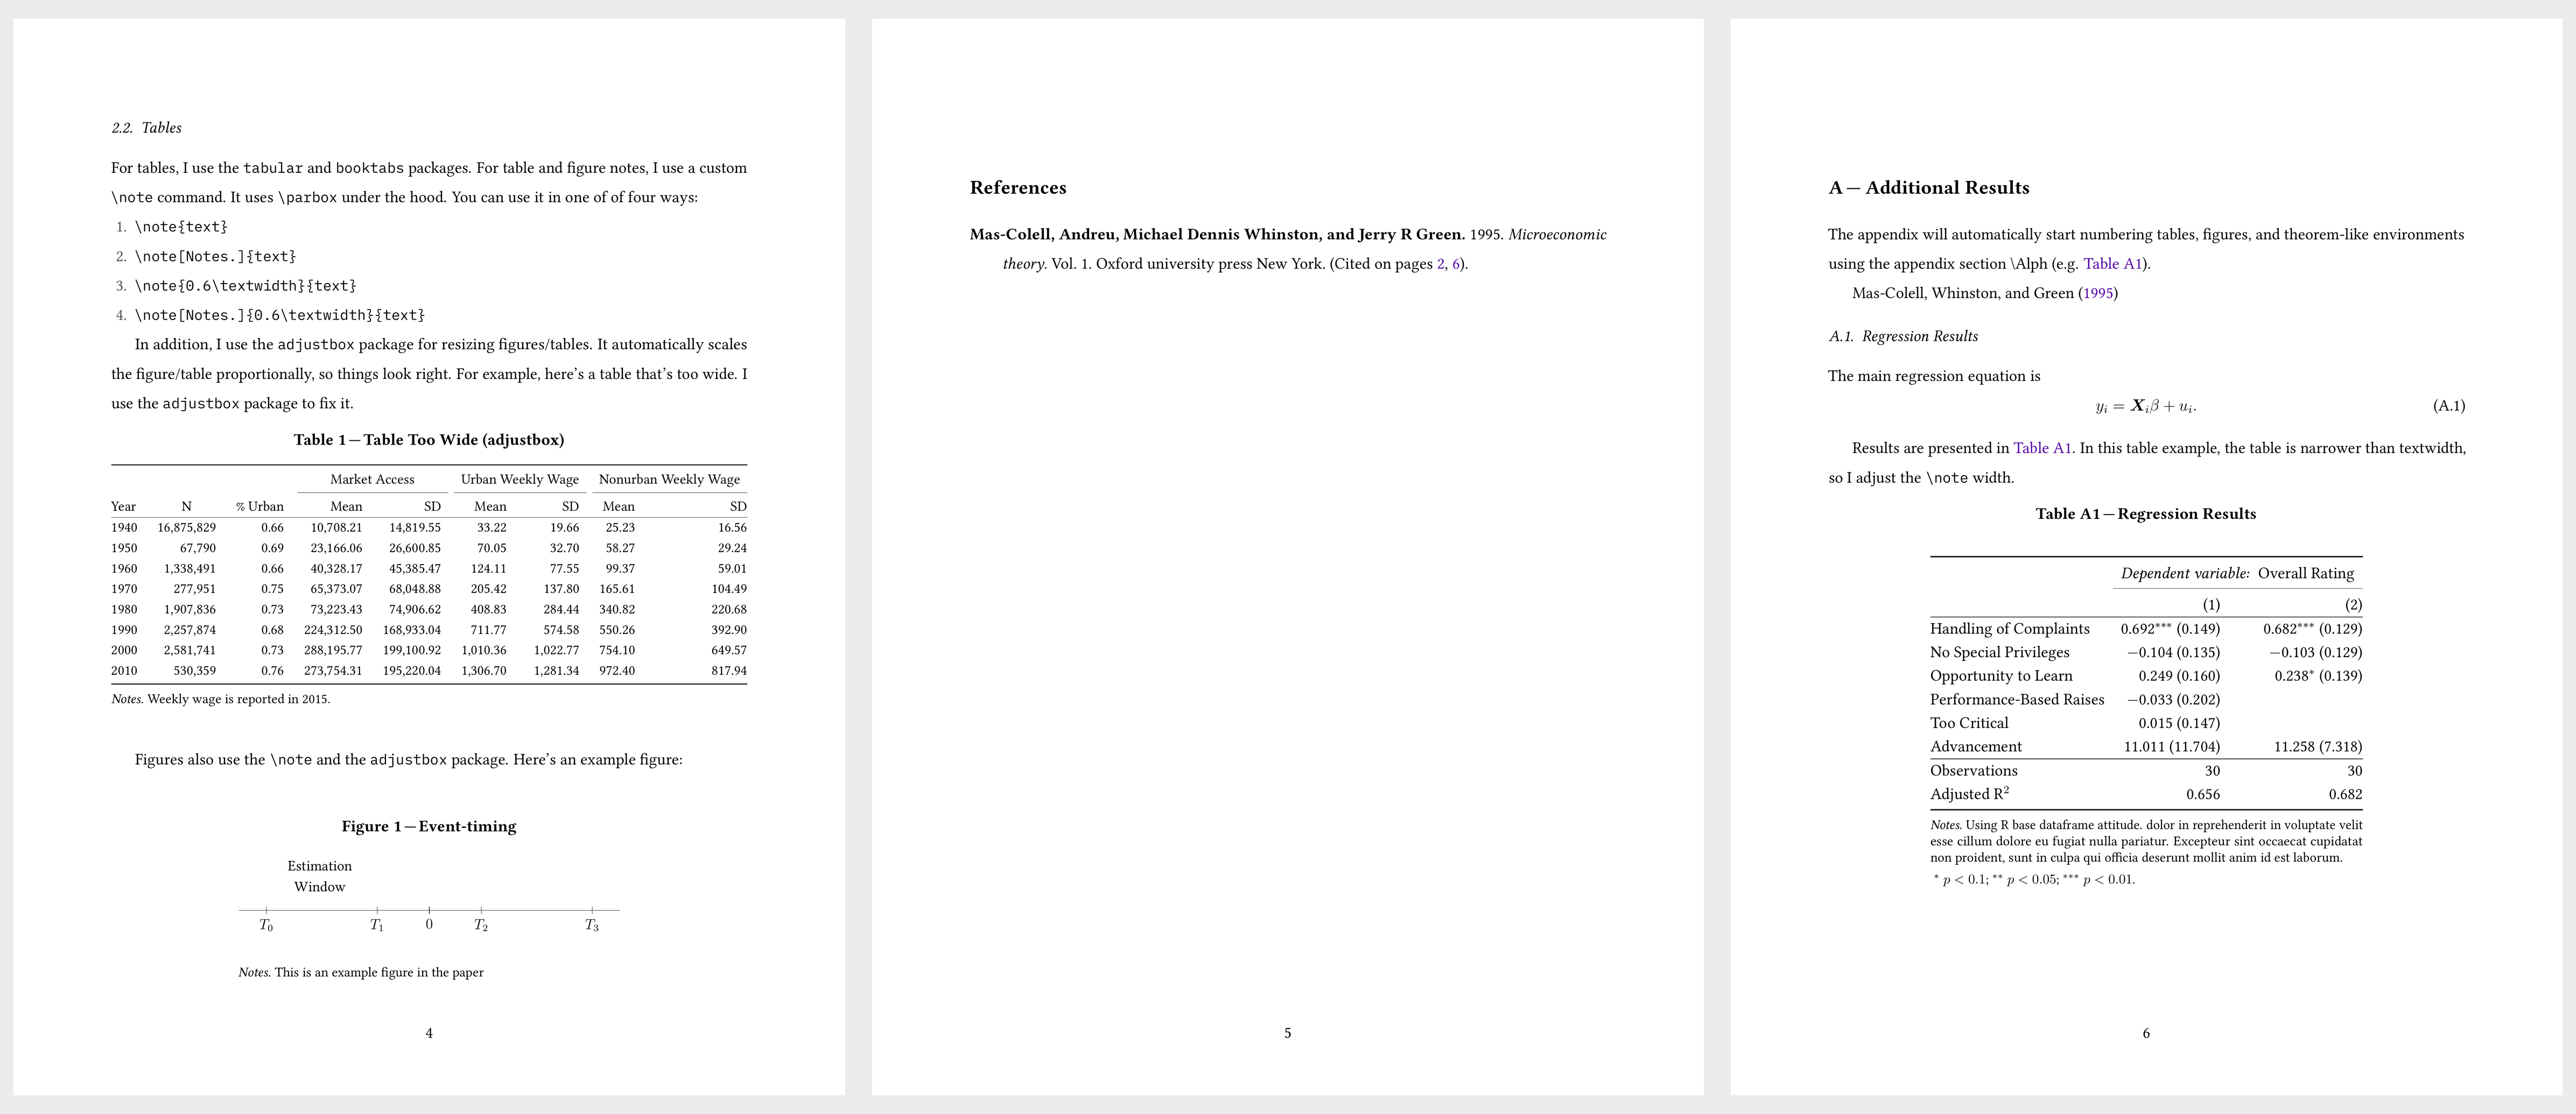 2.2. Tables
For tables, I use the tabular and booktabs packages. For table and figure notes, I use a custom
\note command. It uses \parbox under the hood. You can use it in one of of four ways:
1. \note{text}
2. \note[Notes.]{text}
3. \note{0.6\textwidth}{text}
4. \note[Notes.]{0.6\textwidth}{text}
In addition, I use the adjustbox package for resizing figures/tables. It automatically scales
the figure/table proportionally, so things look right. For example, here's a table that's too wide. I
use the adjustbox package to fix it.
Table 1—Table Too Wide (adjustbox)
Market Access Urban Weekly Wage Nonurban Weekly Wage
Year N % Urban Mean SD Mean SD Mean SD
1940 16,875,829 0.66 10,708.21 14,819.55 33.22 19.66 25.23 16.56
1950 67,790 0.69 23,166.06 26,600.85 70.05 32.70 58.27 29.24
1960 1,338,491 0.66 40,328.17 45,385.47 124.11 77.55 99.37 59.01
1970 277,951 0.75 65,373.07 68,048.88 205.42 137.80 165.61 104.49
1980 1,907,836 0.73 73,223.43 74,906.62 408.83 284.44 340.82 220.68
1990 2,257,874 0.68 224,312.50 168,933.04 711.77 574.58 550.26 392.90
2000 2,581,741 0.73 288,195.77 199,100.92 1,010.36 1,022.77 754.10 649.57
2010 530,359 0.76 273,754.31 195,220.04 1,306.70 1,281.34 972.40 817.94
Notes. Weekly wage is reported in 2015.
Figures also use the \note and the adjustbox package. Here's an example figure:
Figure 1—Event-timing
Estimation
Window
T0 T1 0 T2 T3
Notes. This is an example figure in the paper
4
References
Mas-Colell, Andreu, Michael Dennis Whinston, and Jerry R Green. 1995. Microeconomic
theory. Vol. 1. Oxford university press New York. (Cited on pages 2, 6).
5
A — Additional Results
The appendix will automatically start numbering tables, figures, and theorem-like environments
using the appendix section \Alph (e.g. Table A1).
Mas-Colell, Whinston, and Green (1995)
A.1. Regression Results
The main regression equation is
y_i = X_iβ + u_i. (A.1)
Results are presented in Table A1. In this table example, the table is narrower than textwidth,
so I adjust the \note width.
Table A1—Regression Results
Dependent variable: Overall Rating
(1) (2)
Handling of Complaints 0.692*** (0.149) 0.682*** (0.129)
No Special Privileges −0.104 (0.135) −0.103 (0.129)
Opportunity to Learn 0.249 (0.160) 0.238* (0.139)
Performance-Based Raises −0.033 (0.202)
Too Critical 0.015 (0.147)
Advancement 11.011 (11.704) 11.258 (7.318)
Observations 30 30
Adjusted R² 0.656 0.682
Notes. Using R base dataframe attitude. dolor in reprehenderit in voluptate velit
esse cillum dolore eu fugiat nulla pariatur. Excepteur sint occaecat cupidatat
non proident, sunt in culpa qui officia deserunt mollit anim id est laborum.
* p < 0.1; ** p < 0.05; *** p < 0.01.
6